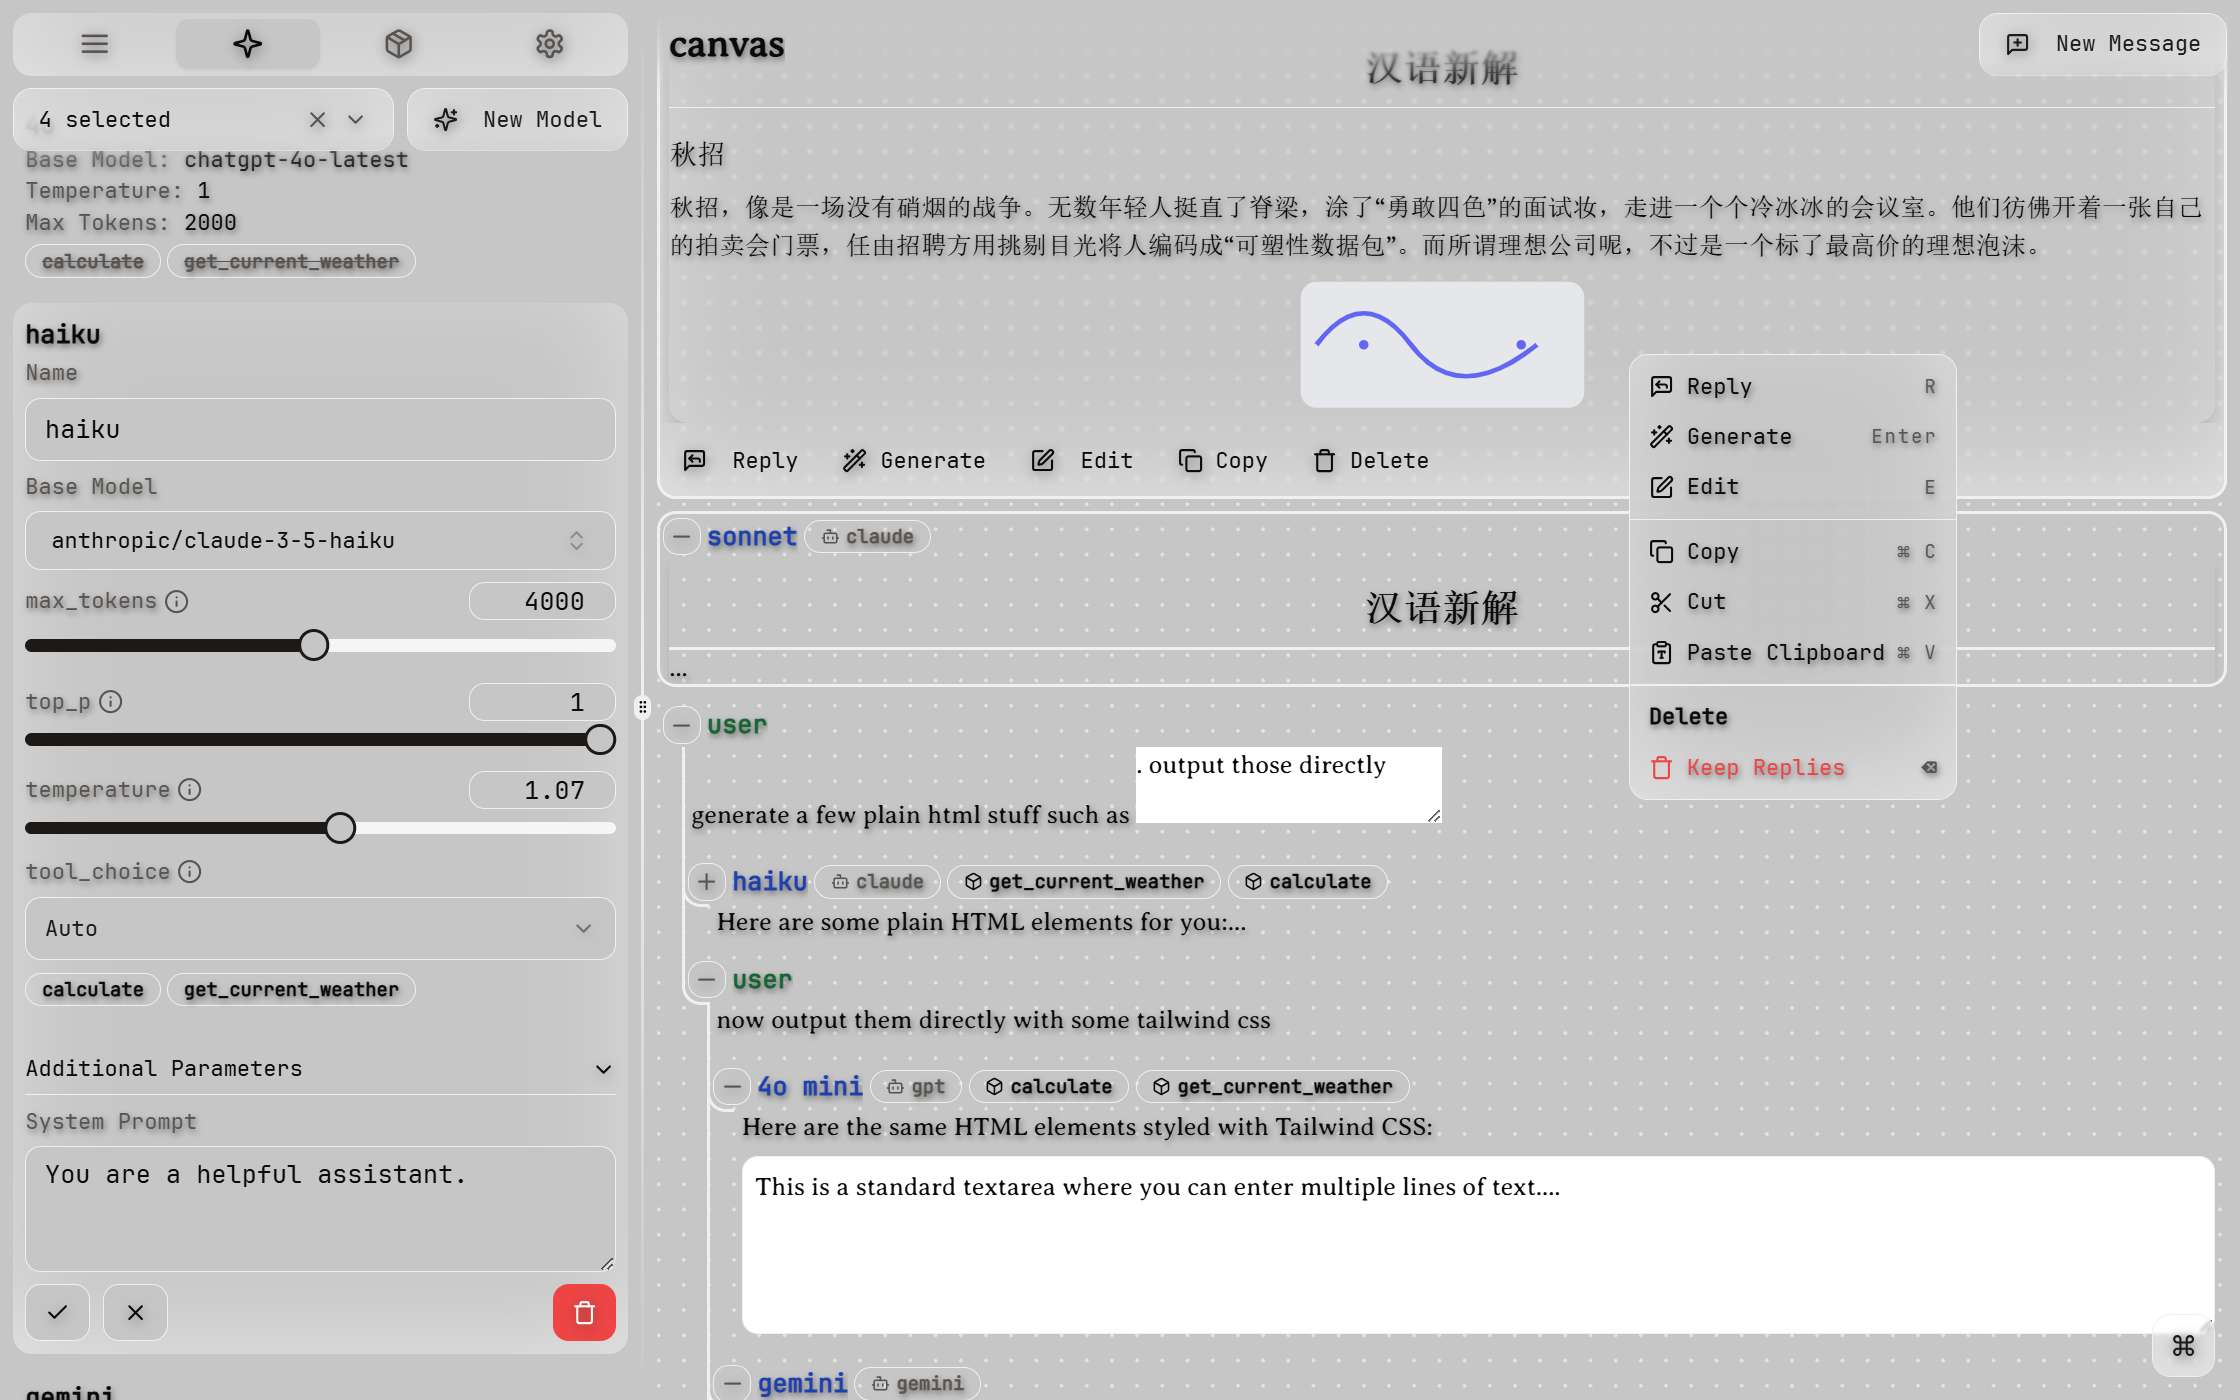 4 selected
New Model
Base Model: chatgpt-4o-latest
Temperature: 1
Max Tokens: 2000
calculate get_current_weather
haiku
Name
haiku
Base Model
anthropic/claude-3-5-haiku
max_tokens 4000
top_p 1
temperature 1.07
tool_choice
Auto
calculate get_current_weather
Additional Parameters
System Prompt
You are a helpful assistant.
gemini
canvas
New Message
汉语新解
秋招
秋招，像是一场没有硝烟的战争。无数年轻人挺直了脊梁，涂了“勇敢四色”的面试妆，走进一个个冷冰冰的会议室。他们彷佛开着一张自己
的拍卖会门票，任由招聘方用挑剔目光将人编码成“可塑性数据包”。而所谓理想公司呢，不过是一个标了最高价的理想泡沫。
Reply Generate Edit Copy Delete
sonnet claude
汉语新解
...
user
. output those directly
generate a few plain html stuff such as
haiku claude get_current_weather calculate
Here are some plain HTML elements for you:...
user
now output them directly with some tailwind css
4o mini gpt calculate get_current_weather
Here are the same HTML elements styled with Tailwind CSS:
This is a standard textarea where you can enter multiple lines of text....
gemini gemini
Reply R
Generate Enter
Edit E
Copy ⌘ C
Cut ⌘ X
Paste Clipboard ⌘ V
Delete
Keep Replies